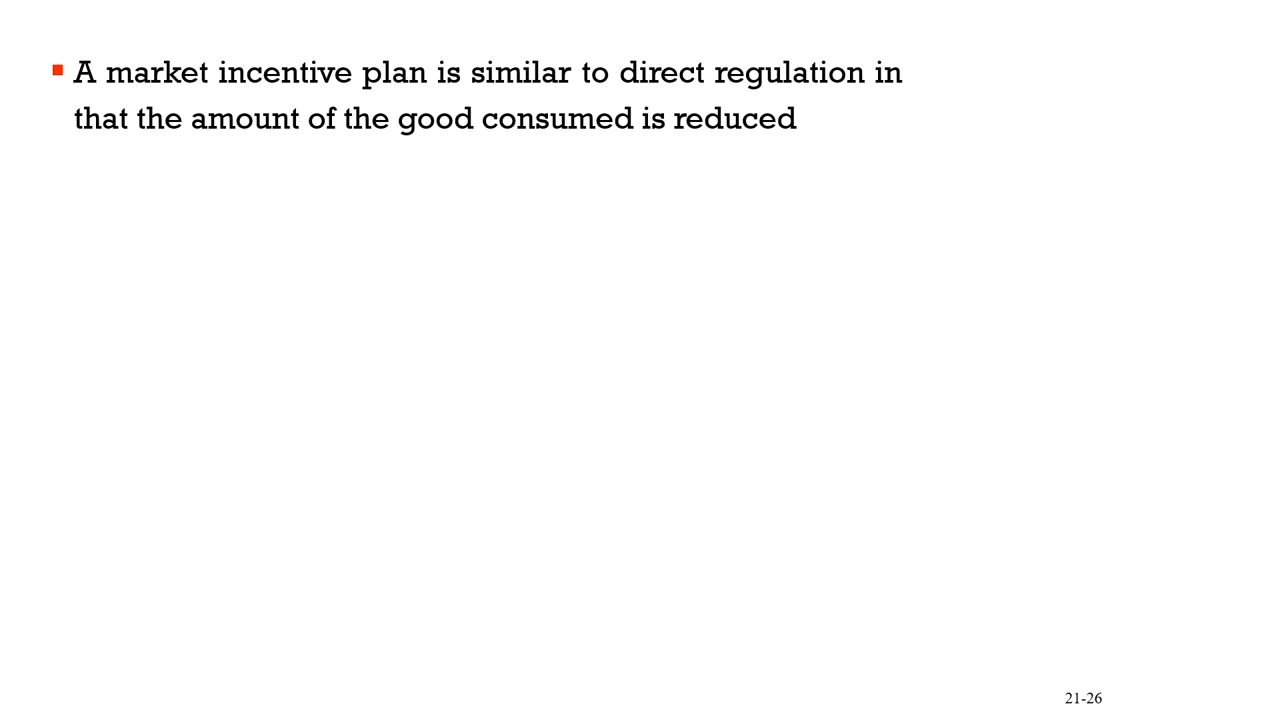 ▪ A market incentive plan is similar to direct regulation in
that the amount of the good consumed is reduced
21-26